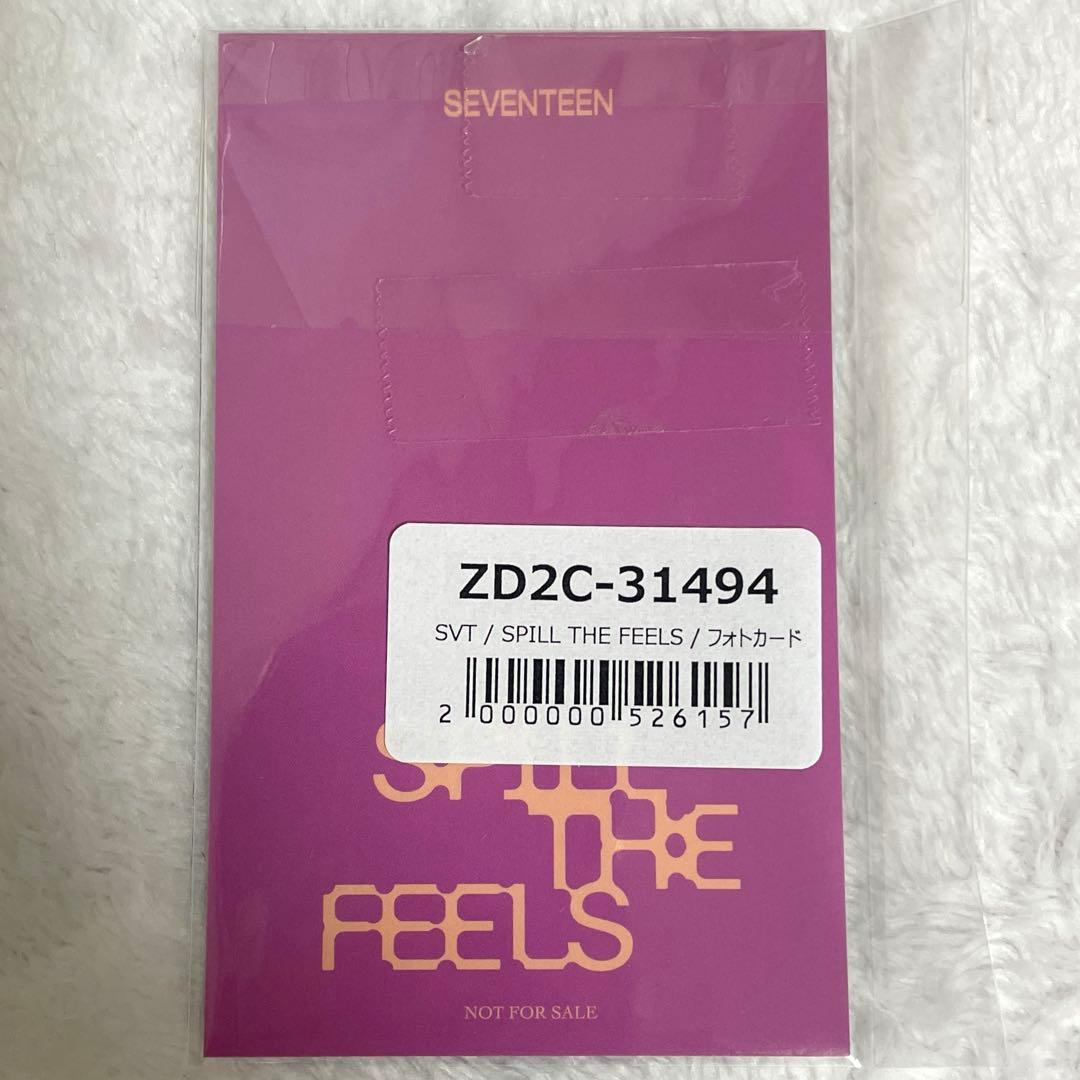 SEVENTEEN
ZD2C-31494
SVT / SPILL THE FEELS / フォトカード
2 000000 526157
SPILL
THE
FEELS
NOT FOR SALE